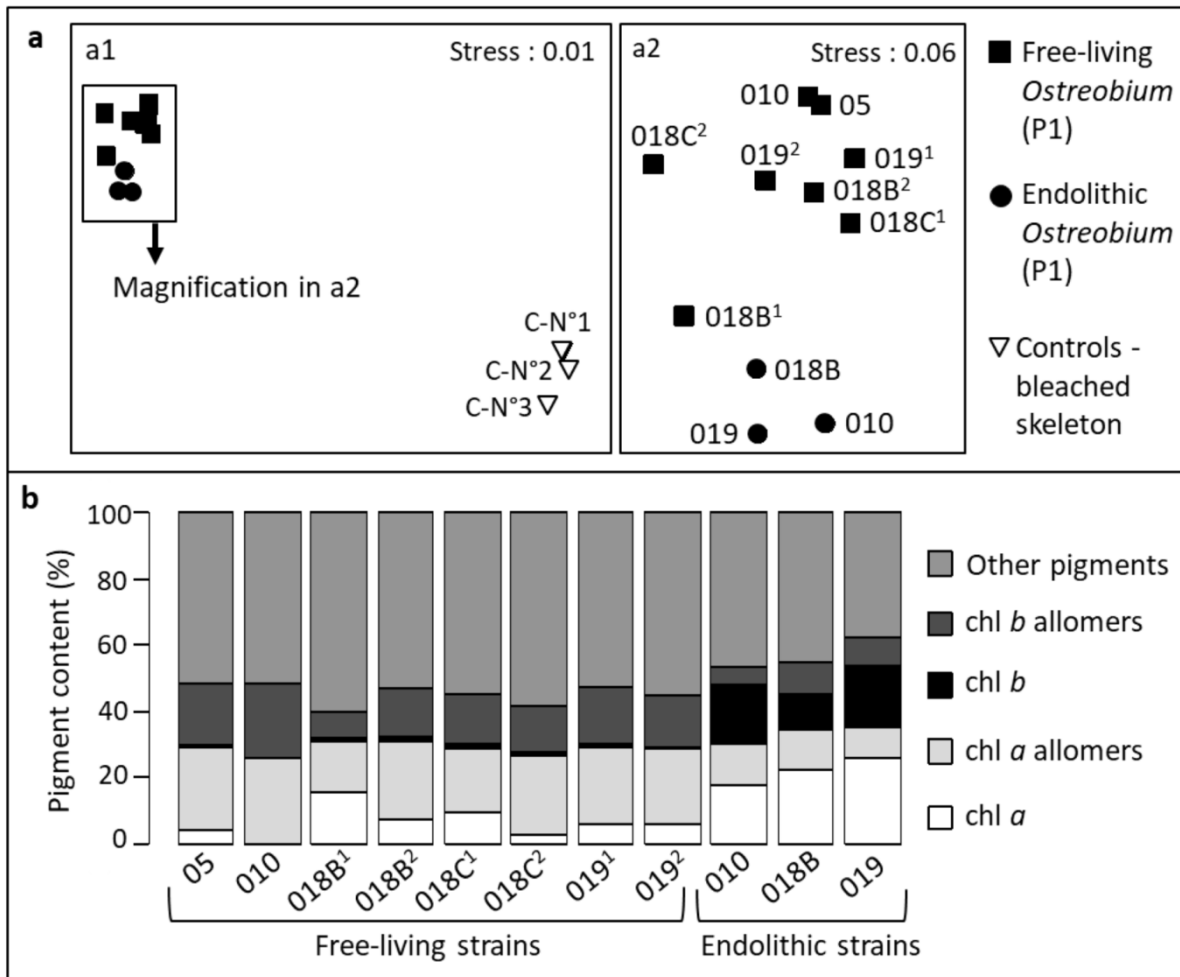 a
a1
Stress : 0.01
Magnification in a2
C-N°1
C-N°2
C-N°3
a2
Stress : 0.06
010
05
018C²
019²
019¹
018B²
018C¹
018B¹
018B
010
019
Free-living
Ostreobium
(P1)
Endolithic
Ostreobium
(P1)
Controls -
bleached
skeleton
b
Pigment content (%)
100
80
60
40
20
0
05
010
018B¹
018B²
018C¹
018C²
019¹
019²
010
018B
019
Free-living strains
Endolithic strains
Other pigments
chl b allomers
chl b
chl a allomers
chl a